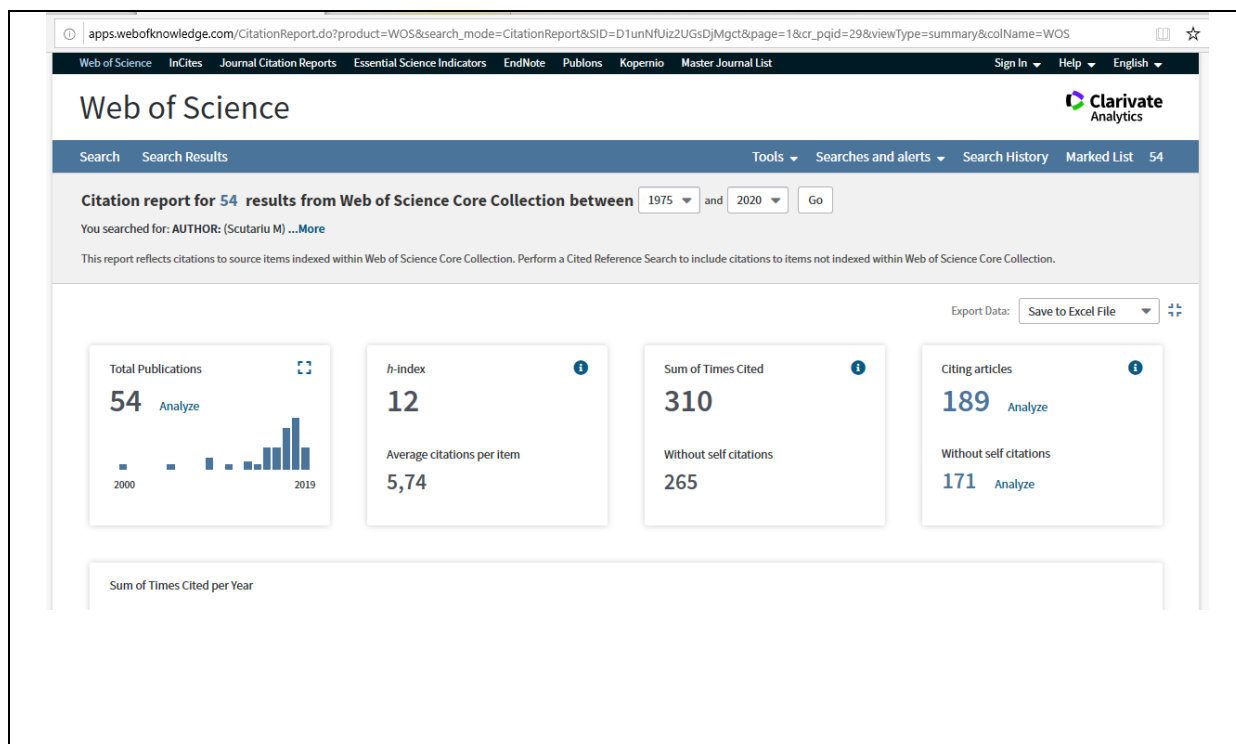 apps.webofknowledge.com/CitationReport.do?product=WOS&search_mode=CitationReport&SID=D1unNfUiz2UGsDjMgct&page=1&cr_pqid=29&viewType=summary&colName=WOS
Web of Science InCites Journal Citation Reports Essential Science Indicators EndNote Publons Kopernio Master Journal List Sign In Help English
Web of Science
Clarivate
Analytics
Search Search Results Tools Searches and alerts Search History Marked List 54
Citation report for 54 results from Web of Science Core Collection between 1975 and 2020 Go
You searched for: AUTHOR: (Scutariu M) ...More
This report reflects citations to source items indexed within Web of Science Core Collection. Perform a Cited Reference Search to include citations to items not indexed within Web of Science Core Collection.
Export Data: Save to Excel File
Total Publications
54 Analyze
2000 2019
h-index
12
Average citations per item
5,74
Sum of Times Cited
310
Without self citations
265
Citing articles
189 Analyze
Without self citations
171 Analyze
Sum of Times Cited per Year